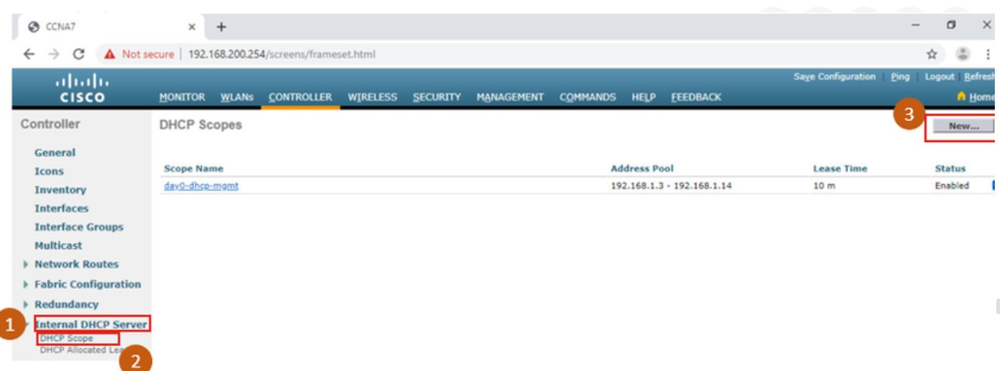 CCNA7
Not secure | 192.168.200.254/screens/frameset.html
Save Configuration | Ping | Logout | Refresh
CISCO MONITOR WLANs CONTROLLER WIRELESS SECURITY MANAGEMENT COMMANDS HELP FEEDBACK Home
Controller
DHCP Scopes
3
New...
General
Icons
Inventory
Interfaces
Interface Groups
Multicast
Network Routes
Fabric Configuration
Redundancy
1 Internal DHCP Server
DHCP Scope
DHCP Allocated
2
Scope Name Address Pool Lease Time Status
day0-dhcp-mgmt 192.168.1.3 - 192.168.1.14 10 m Enabled